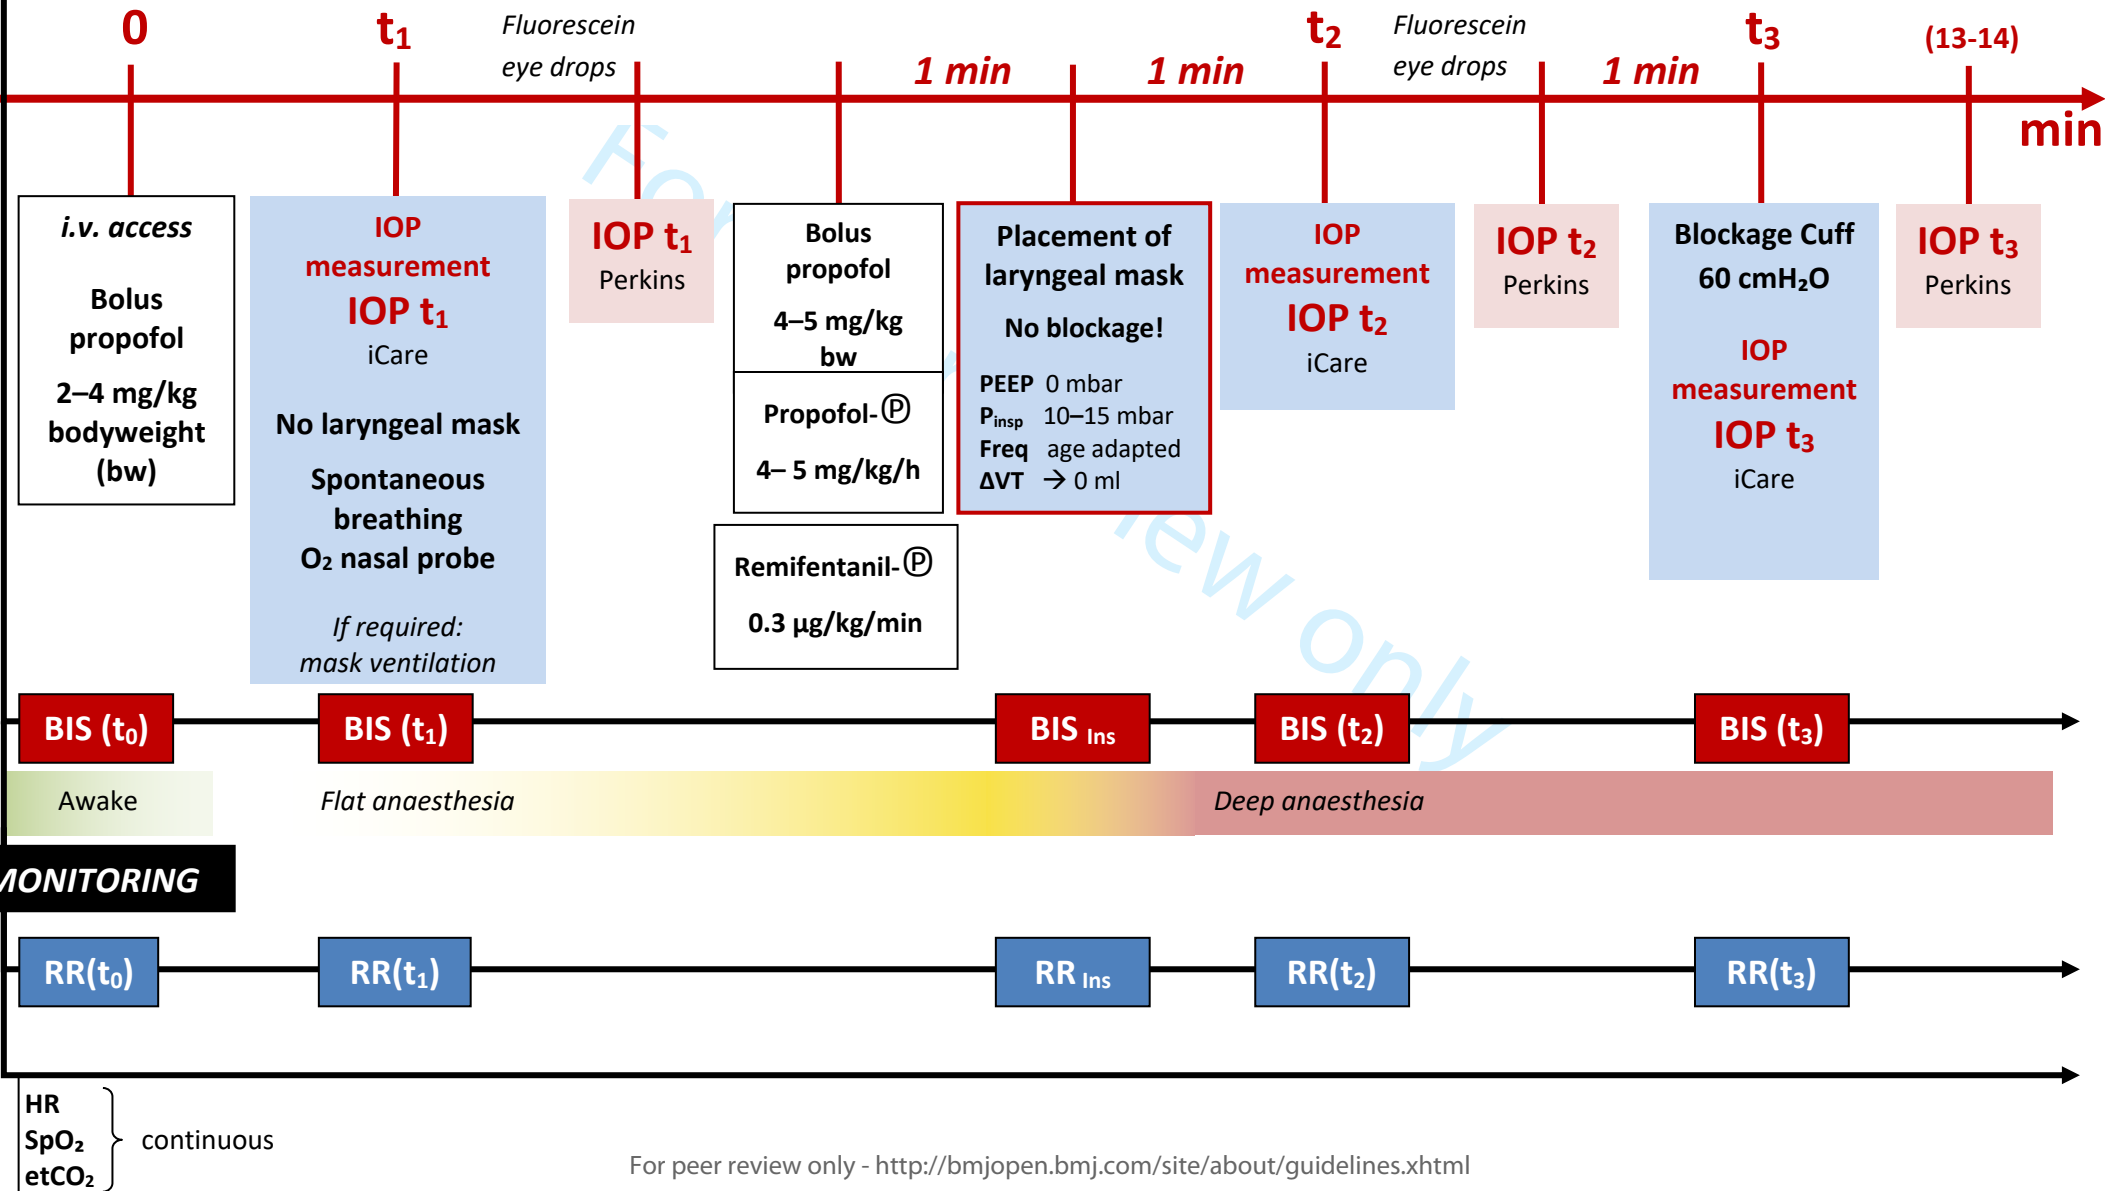 0
t₁
Fluorescein
eye drops
1 min
1 min
t₂
Fluorescein
eye drops
1 min
t₃
(13-14)
min
i.v. access
Bolus
propofol
2–4 mg/kg
bodyweight
(bw)
IOP
measurement
IOP t₁
iCare
No laryngeal mask
Spontaneous
breathing
O₂ nasal probe
If required:
mask ventilation
IOP t₁
Perkins
Bolus
propofol
4–5 mg/kg
bw
Propofol-Ⓟ
4– 5 mg/kg/h
Remifentanil-Ⓟ
0.3 µg/kg/min
Placement of
laryngeal mask
No blockage!
PEEP 0 mbar
Pinsp 10–15 mbar
Freq age adapted
ΔVT → 0 ml
IOP
measurement
IOP t₂
iCare
IOP t₂
Perkins
Blockage Cuff
60 cmH₂O
IOP
measurement
IOP t₃
iCare
IOP t₃
Perkins
BIS (t₀)
BIS (t₁)
BIS Ins
BIS (t₂)
BIS (t₃)
Awake
Flat anaesthesia
Deep anaesthesia
MONITORING
RR(t₀)
RR(t₁)
RR Ins
RR(t₂)
RR(t₃)
HR
SpO₂
etCO₂
continuous
For peer review only - http://bmjopen.bmj.com/site/about/guidelines.xhtml